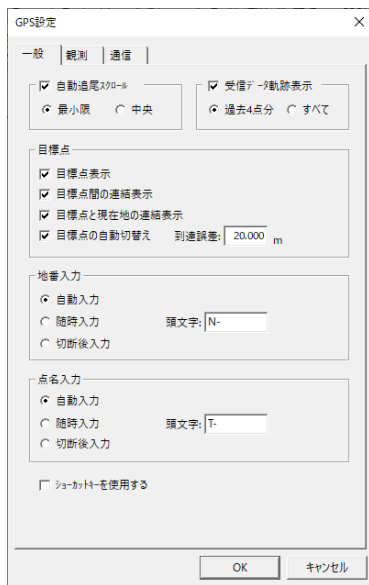 GPS設定
一般 観測 通信
自動追尾ｽｸﾛｰﾙ
最小限 中央
受信ﾃﾞｰﾀ軌跡表示
過去4点分 すべて
目標点
目標点表示
目標点間の連結表示
目標点と現在地の連結表示
目標点の自動切替え 到達誤差: 20.000 m
地番入力
自動入力
随時入力 頭文字: N-
切断後入力
点名入力
自動入力
随時入力 頭文字: T-
切断後入力
ｼｮｰｶｯﾄｷｰを使用する
OK キャンセル